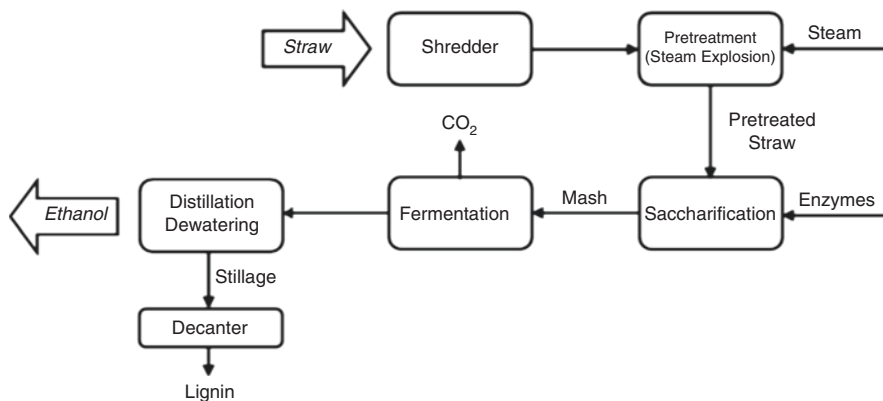 Straw
Shredder
Pretreatment
(Steam Explosion)
Steam
Pretreated
Straw
CO₂
Ethanol
Distillation
Dewatering
Fermentation
Mash
Saccharification
Enzymes
Stillage
Decanter
Lignin